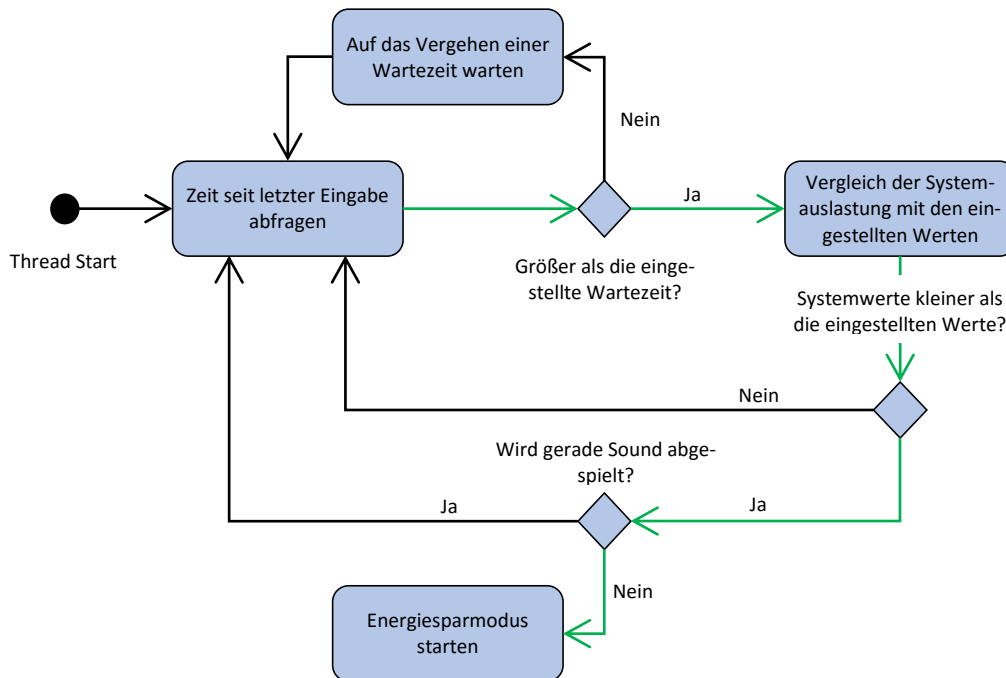 Auf das Vergehen einer
Wartezeit warten
Nein
Zeit seit letzter Eingabe
abfragen
Ja
Vergleich der System-
auslastung mit den ein-
gestellten Werten
Thread Start
Größer als die einge-
stellte Wartezeit?
Systemwerte kleiner als
die eingestellten Werte?
Nein
Wird gerade Sound abge-
spielt?
Ja
Ja
Nein
Energiesparmodus
starten